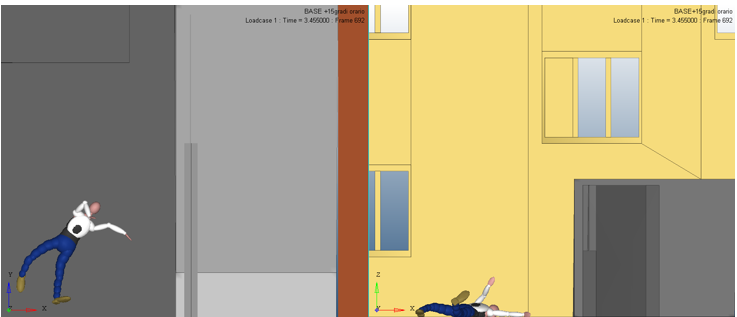 BASE +15gradi orario
Loadcase 1 : Time = 3.455000 : Frame 692
Y
X
BASE +15gradi orario
Loadcase 1 : Time = 3.455000 : Frame 692
Z
X